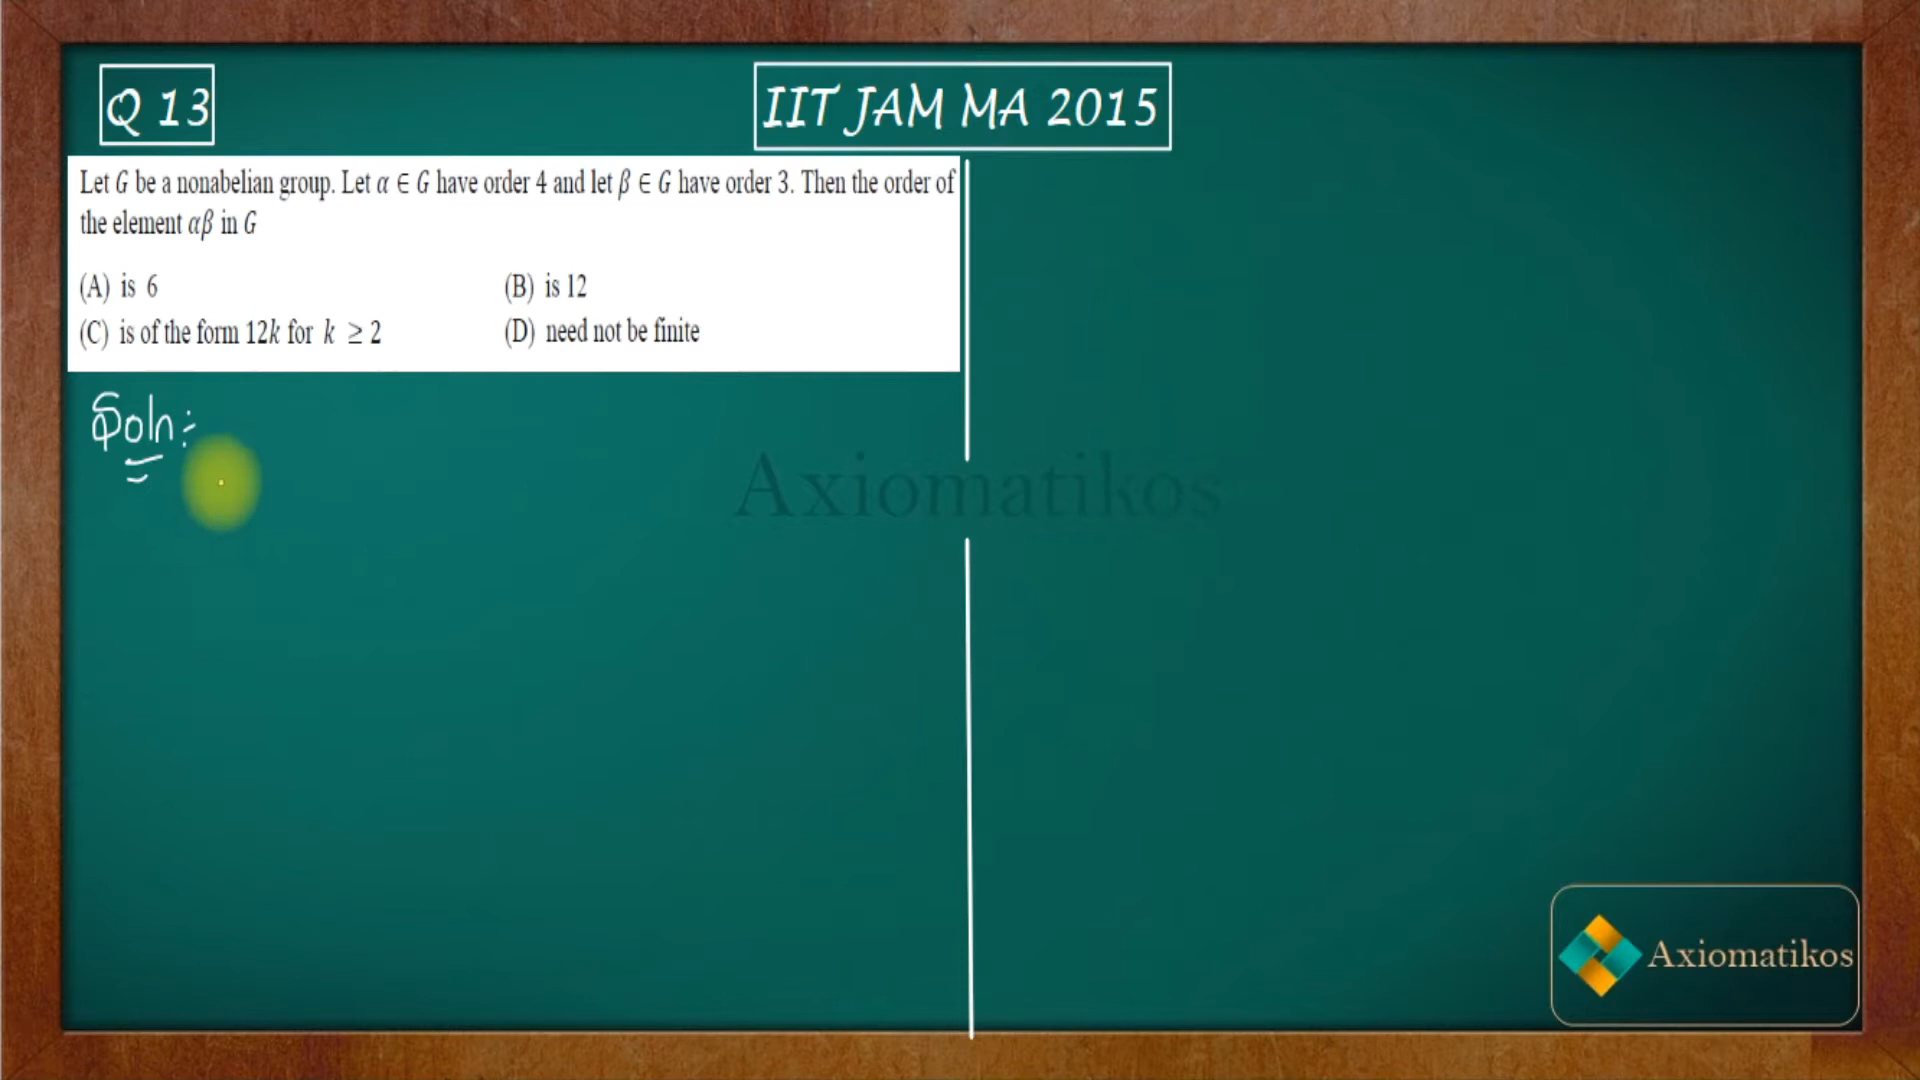 Q 13
IIT JAM MA 2015
Let G be a nonabelian group. Let α ∈ G have order 4 and let β ∈ G have order 3. Then the order of
the element αβ in G
(A) is 6
(B) is 12
(C) is of the form 12k for k ≥ 2
(D) need not be finite
Soln:-
Axiomatikos
Axiomatikos